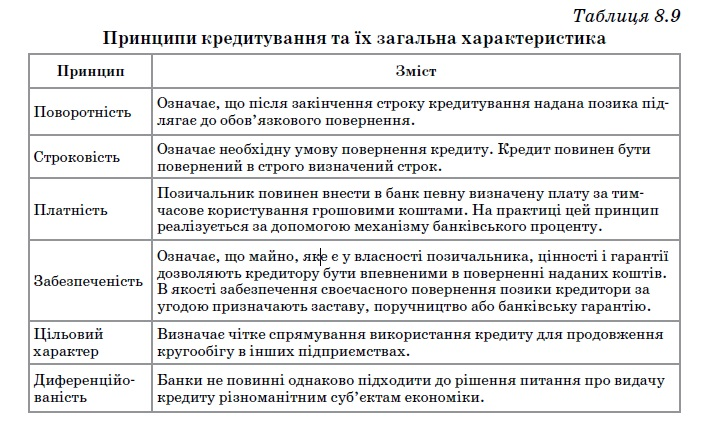 Таблиця 8.9
Принципи кредитування та їх загальна характеристика
Принцип
Зміст
Поворотність
Означає, що після закінчення строку кредитування надана позика під-
лягає до обов’язкового повернення.
Строковість
Означає необхідну умову повернення кредиту. Кредит повинен бути
повернений в строго визначений строк.
Платність
Позичальник повинен внести в банк певну визначену плату за тим-
часове користування грошовими коштами. На практиці цей принцип
реалізується за допомогою механізму банківського проценту.
Забезпеченість
Означає, що майно, яке є у власності позичальника, цінності і гарантії
дозволяють кредитору бути впевненими в поверненні наданих коштів.
В якості забезпечення своєчасного повернення позики кредитори за
угодою призначають заставу, поручництво або банківську гарантію.
Цільовий
характер
Визначає чітке спрямування використання кредиту для продовження
кругообігу в інших підприємствах.
Диференційо-
ваність
Банки не повинні однаково підходити до рішення питання про видачу
кредиту різноманітним суб’єктам економіки.